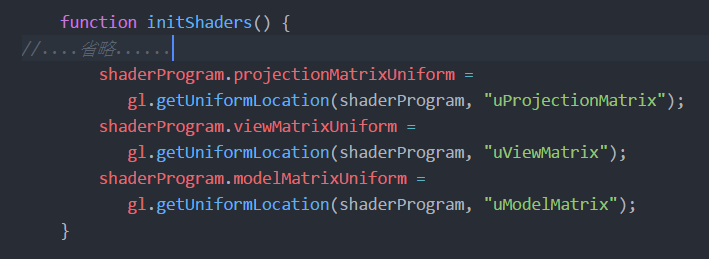 function initShaders() {
//....省略......
shaderProgram.projectionMatrixUniform =
gl.getUniformLocation(shaderProgram, "uProjectionMatrix");
shaderProgram.viewMatrixUniform =
gl.getUniformLocation(shaderProgram, "uViewMatrix");
shaderProgram.modelMatrixUniform =
gl.getUniformLocation(shaderProgram, "uModelMatrix");
}